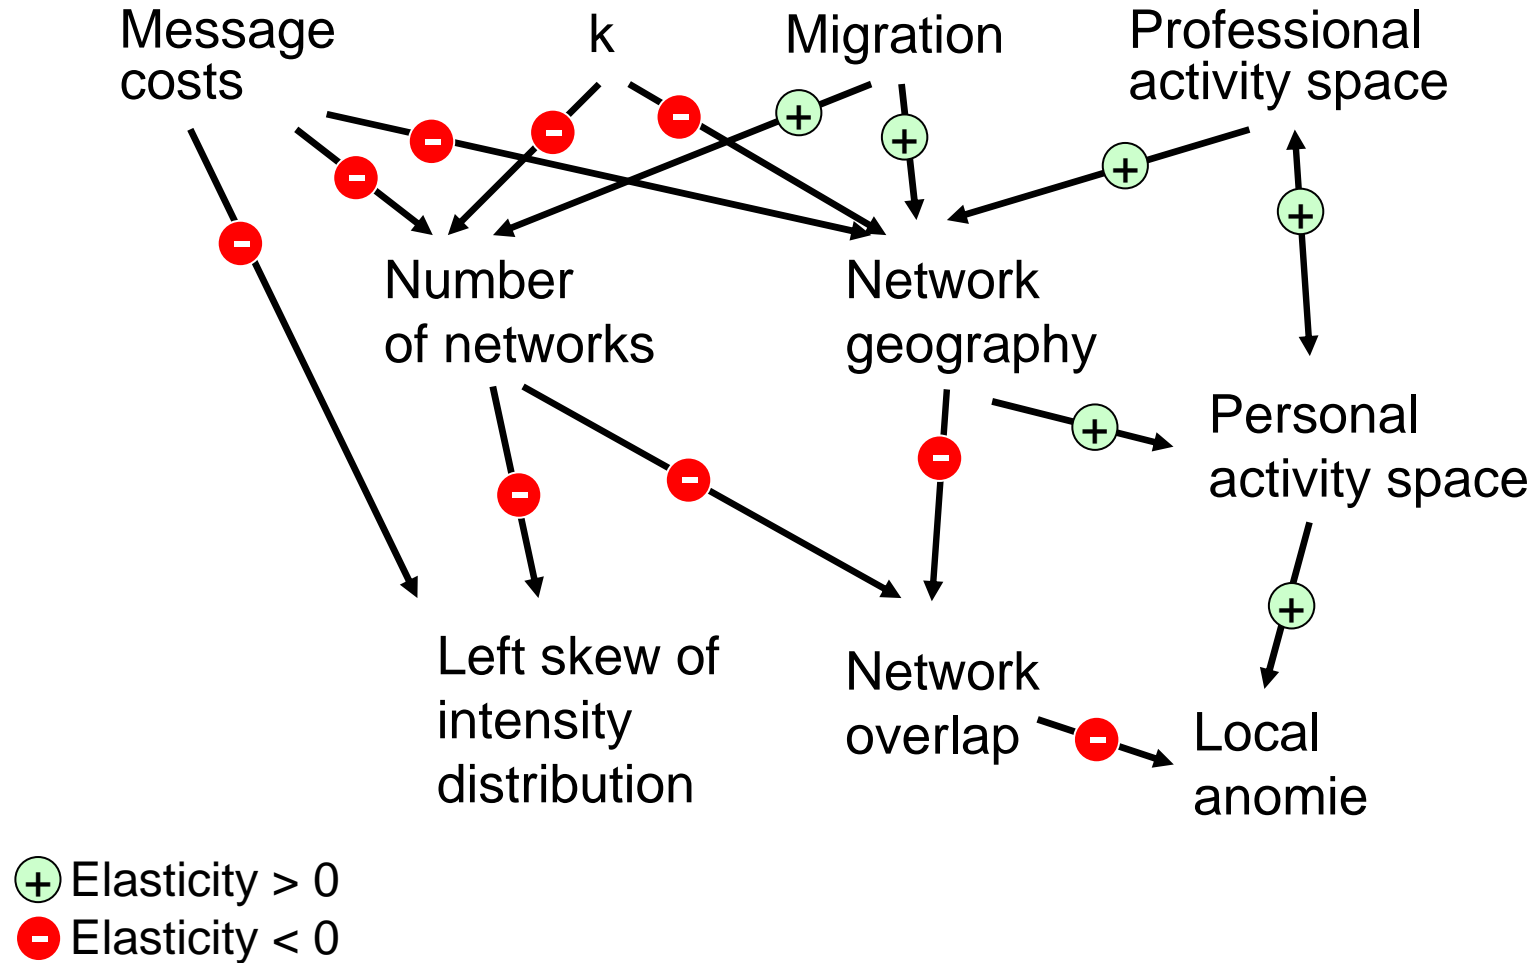 Message
costs
k
Migration
Professional
activity space
Number
of networks
Network
geography
Personal
activity space
Left skew of
intensity
distribution
Network
overlap
Local
anomie
+ Elasticity > 0
- Elasticity < 0